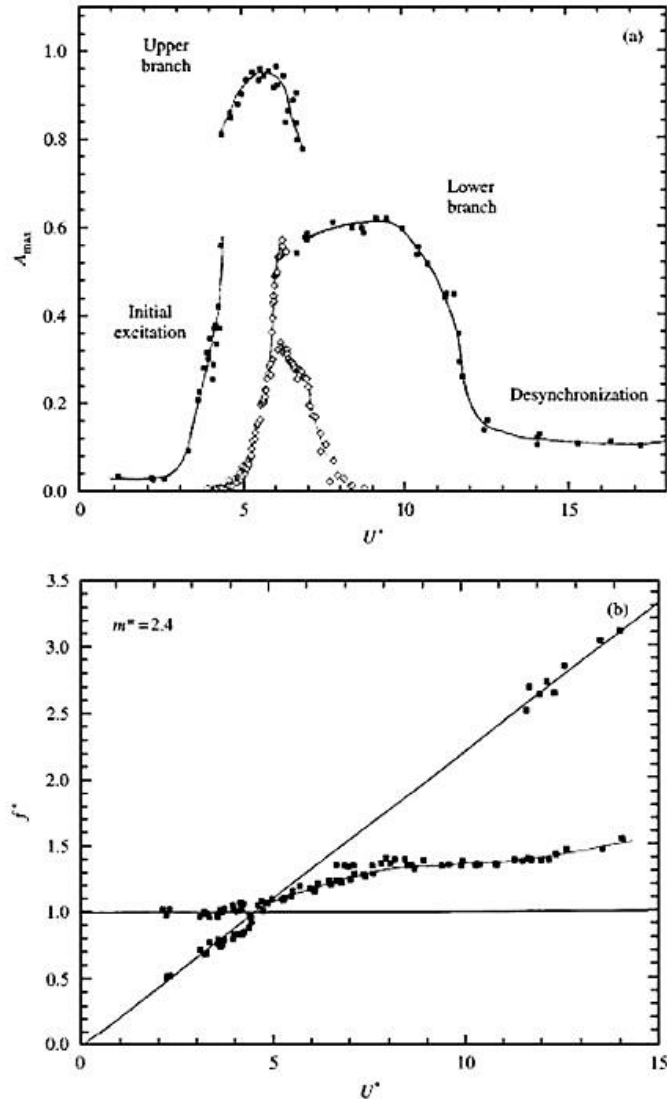 (a)
Upper
branch
Lower
branch
Initial
excitation
Desynchronization
A_max
1.0
0.8
0.6
0.4
0.2
0.0
0 5 10 15
U*
(b)
m* = 2.4
f*
3.5
3.0
2.5
2.0
1.5
1.0
0.5
0.0
0 5 10 15
U*